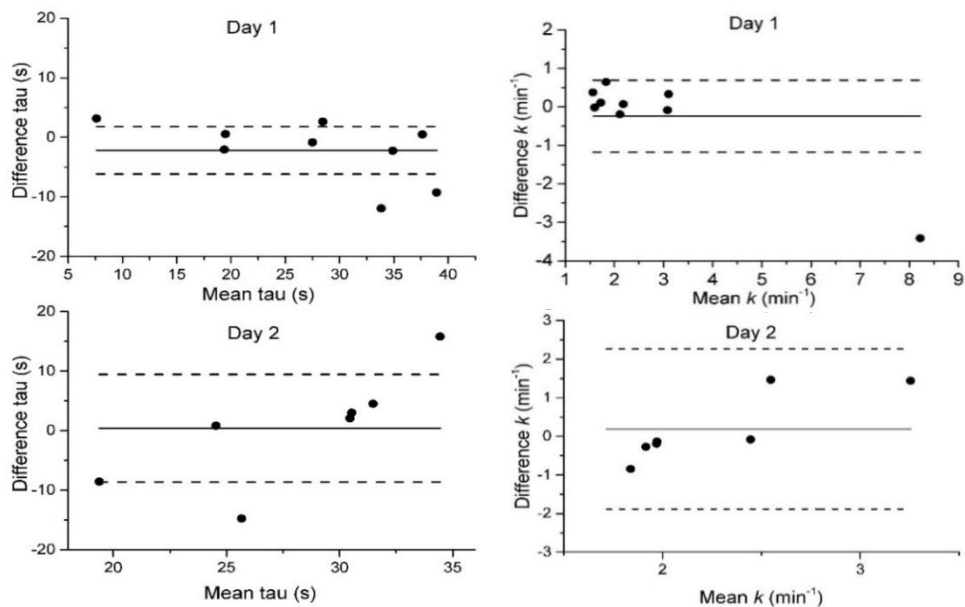 Day 1
Difference tau (s)
20
10
0
-10
-20
5 10 15 20 25 30 35 40
Mean tau (s)
Day 1
Difference k (min-1)
2
1
0
-1
-2
-3
-4
1 2 3 4 5 6 7 8 9
Mean k (min-1)
Day 2
Difference tau (s)
20
10
0
-10
-20
20 25 30 35
Mean tau (s)
Day 2
Difference k (min-1)
3
2
1
0
-1
-2
-3
2 3
Mean k (min-1)